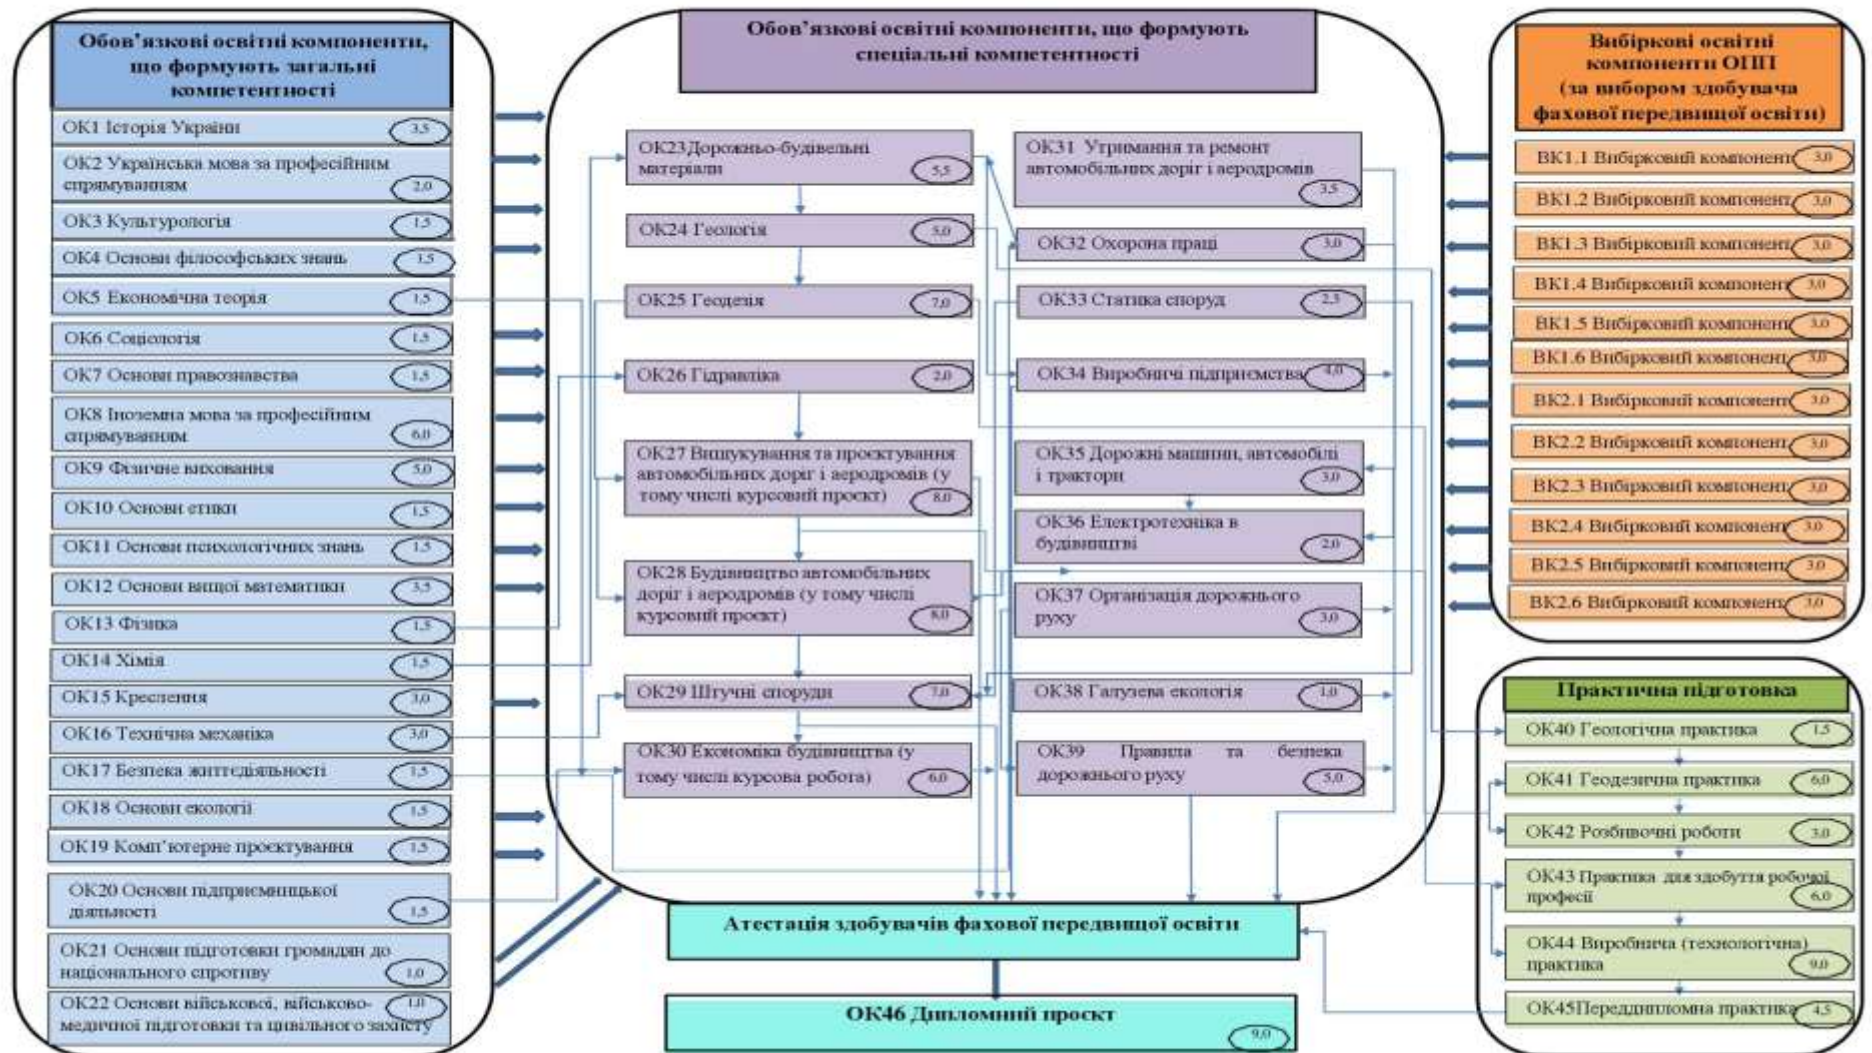 Обов’язкові освітні компоненти,
що формують загальні
компетентності
ОК1 Історія України
3,5
ОК2 Українська мова за професійним
спрямуванням
2,0
ОК3 Культурологія
1,5
ОК4 Основи філософських знань
1,5
ОК5 Економічна теорія
1,5
ОК6 Соціологія
1,5
ОК7 Основи правознавства
1,5
ОК8 Іноземна мова за професійним
спрямуванням
6,0
ОК9 Фізичне виховання
5,0
ОК10 Основи етики
1,5
ОК11 Основи психологічних знань
1,5
ОК12 Основи вищої математики
3,5
ОК13 Фізика
1,5
ОК14 Хімія
1,5
ОК15 Креслення
3,0
ОК16 Технічна механіка
3,0
ОК17 Безпека життєдіяльності
1,5
ОК18 Основи екології
1,5
ОК19 Комп’ютерне проєктування
1,5
ОК20 Основи підприємницької
діяльності
1,5
ОК21 Основи підготовки громадян до
національного спротиву
1,0
ОК22 Основи військової, військово-
1,0
медичної підготовки та цивільного захисту
Обов’язкові освітні компоненти, що формують
спеціальні компетентності
ОК23Дорожньо-будівельні
матеріали
5,5
ОК24 Геологія
5,0
ОК25 Геодезія
7,0
ОК26 Гідравліка
2,0
ОК27 Вишукування та проєктування
автомобільних доріг і аеродромів (у
тому числі курсовий проєкт)
8,0
ОК28 Будівництво автомобільних
доріг і аеродромів (у тому числі
курсовий проєкт)
8,0
ОК29 Штучні споруди
7,0
ОК30 Економіка будівництва (у
тому числі курсова робота)
6,0
ОК31 Утримання та ремонт
автомобільних доріг і аеродромів
3,5
ОК32 Охорона праці
3,0
ОК33 Статика споруд
2,5
ОК34 Виробничі підприємства
4,0
ОК35 Дорожні машини, автомобілі
і трактори
3,0
ОК36 Електротехніка в
будівництві
2,0
ОК37 Організація дорожнього
руху
3,0
ОК38 Галузева екологія
1,0
ОК39 Правила та безпека
дорожнього руху
5,0
Атестація здобувачів фахової передвищої освіти
ОК46 Дипломний проєкт
9,0
Вибіркові освітні
компоненти ОПП
(за вибором здобувача
фахової передвищої освіти)
ВК1.1 Вибірковий компонент
3,0
ВК1.2 Вибірковий компонент
3,0
ВК1.3 Вибірковий компонент
3,0
ВК1.4 Вибірковий компонент
3,0
ВК1.5 Вибірковий компонент
3,0
ВК1.6 Вибірковий компонент
3,0
ВК2.1 Вибірковий компонент
3,0
ВК2.2 Вибірковий компонент
3,0
ВК2.3 Вибірковий компонент
3,0
ВК2.4 Вибірковий компонент
3,0
ВК2.5 Вибірковий компонент
3,0
ВК2.6 Вибірковий компонент
3,0
Практична підготовка
ОК40 Геологічна практика
1,5
ОК41 Геодезична практика
6,0
ОК42 Розбивочні роботи
3,0
ОК43 Практика для здобуття робочої
професії
6,0
ОК44 Виробнича (технологічна)
практика
9,0
ОК45Переддипломна практика
4,5